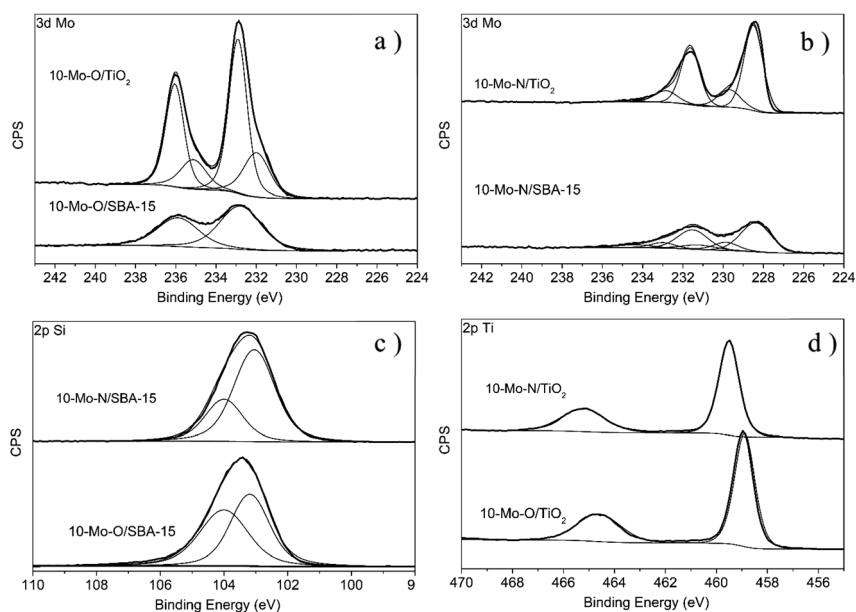 3d Mo
a )
10-Mo-O/TiO₂
10-Mo-O/SBA-15
CPS
242 240 238 236 234 232 230 228 226 224
Binding Energy (eV)
3d Mo
b )
10-Mo-N/TiO₂
10-Mo-N/SBA-15
CPS
242 240 238 236 234 232 230 228 226 224
Binding Energy (eV)
2p Si
c )
10-Mo-N/SBA-15
10-Mo-O/SBA-15
CPS
110 108 106 104 102 100 9
Binding Energy (eV)
2p Ti
d )
10-Mo-N/TiO₂
10-Mo-O/TiO₂
CPS
470 468 466 464 462 460 458 456
Binding Energy (eV)